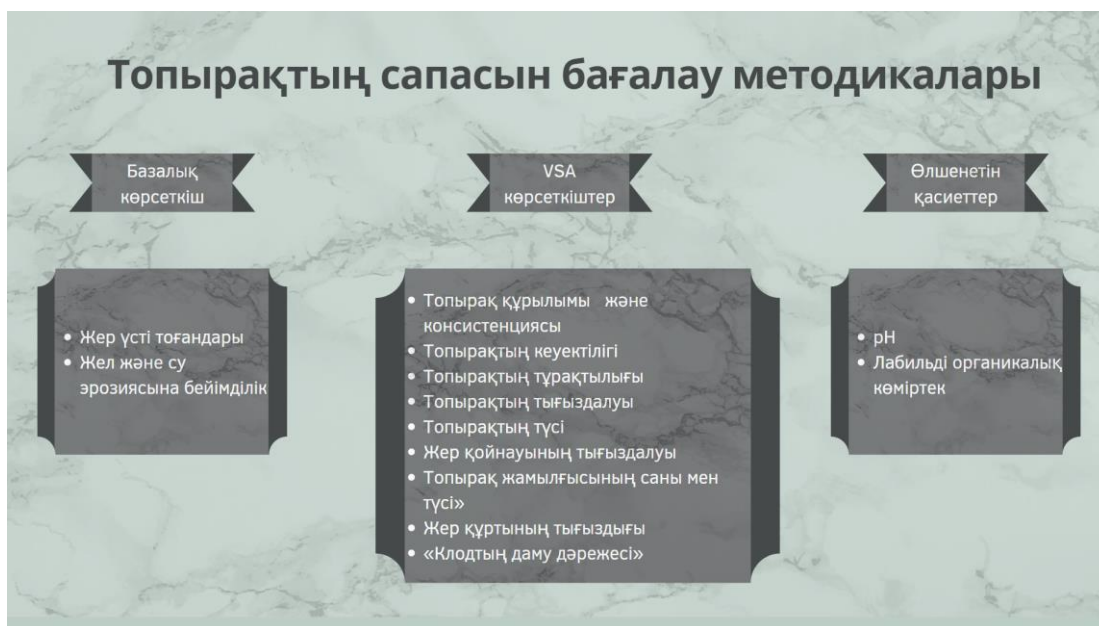 Топырақтың сапасын бағалау методикалары
Базалық
көрсеткіш
• Жер үсті тоғандары
• Жел және су
эрозиясына бейімділік
VSA
көрсеткіштер
• Топырақ құрылымы және
консистенциясы
• Топырақтың кеуектілігі
• Топырақтың тұрақтылығы
• Топырақтың тығыздалуы
• Топырақтың түсі
• Жер қойнауының тығыздалуы
• Топырақ жамылғысының саны мен
түсі»
• Жер құртының тығыздығы
• «Клодтың даму дәрежесі»
Өлшенетін
қасиеттер
• pH
• Лабильді органикалық
көміртек